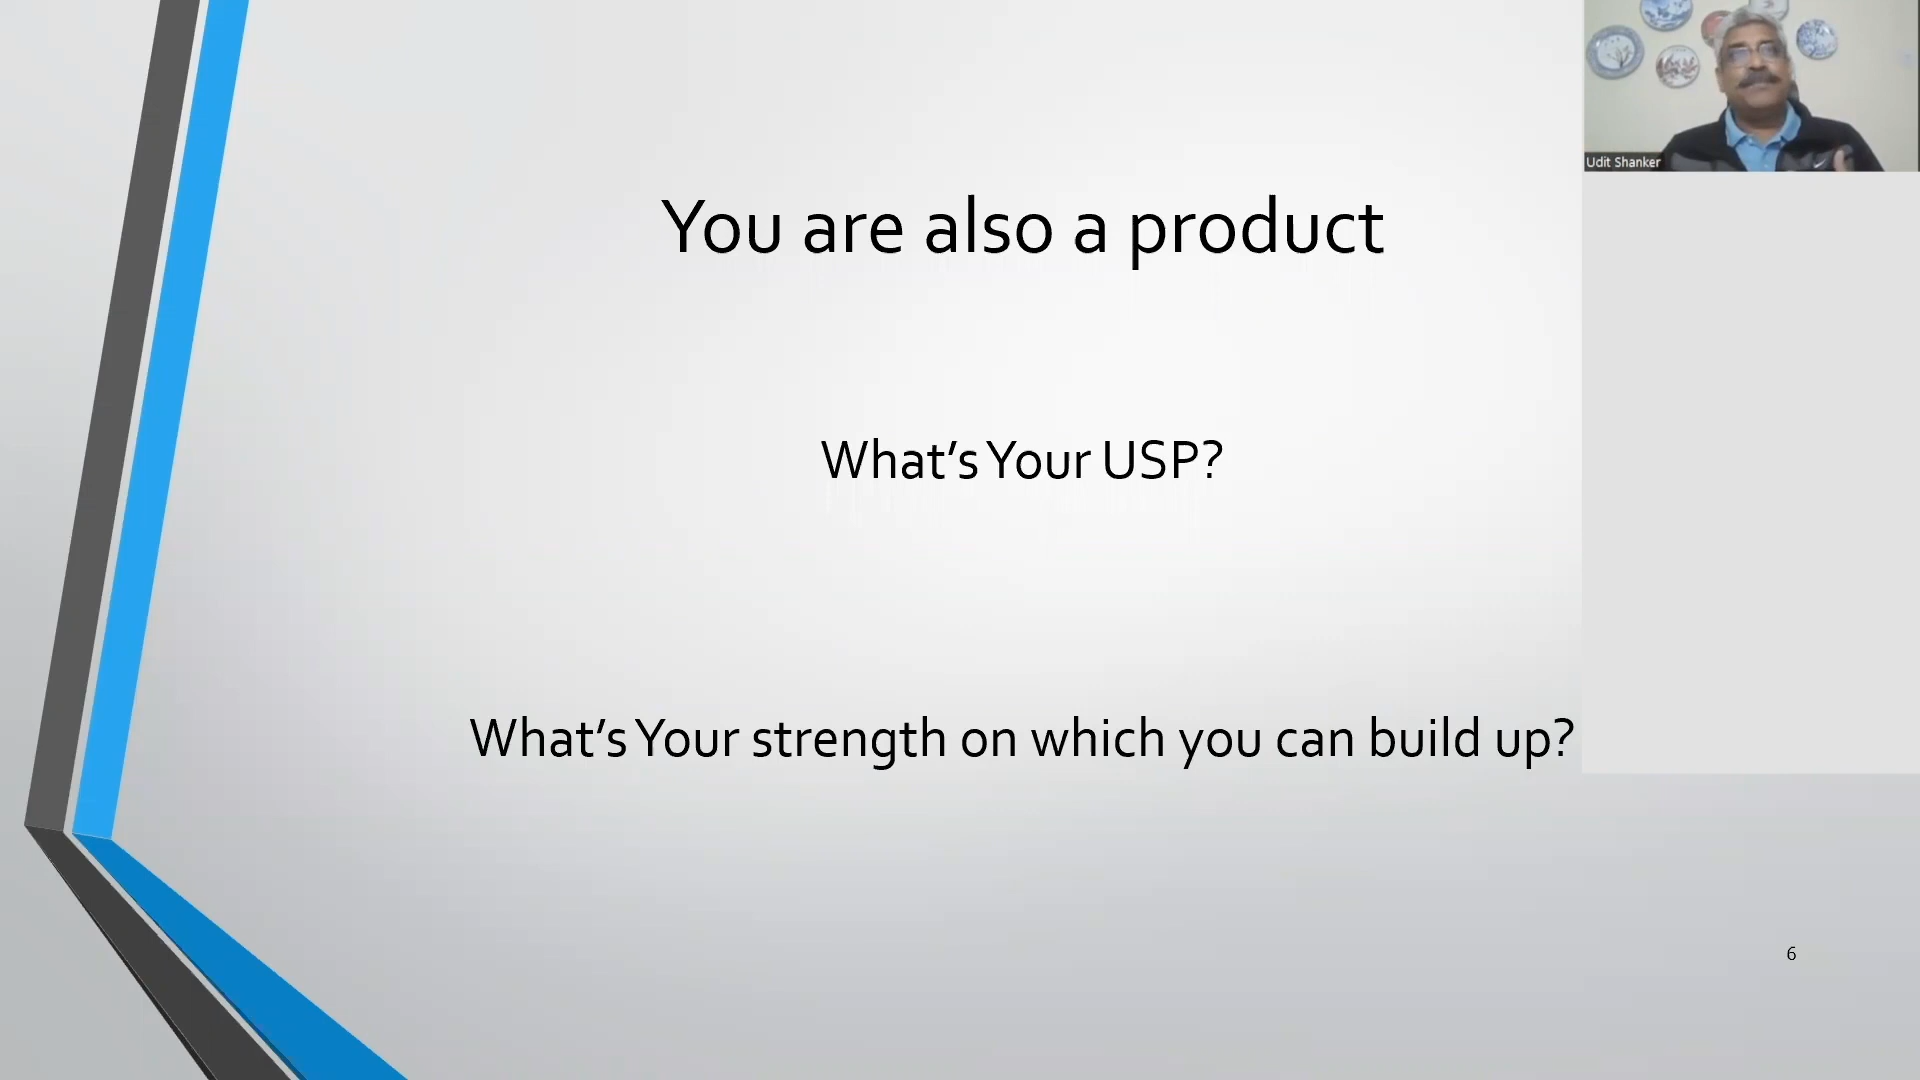 Udit Shanker
You are also a product
What’s Your USP?
What’s Your strength on which you can build up?
6